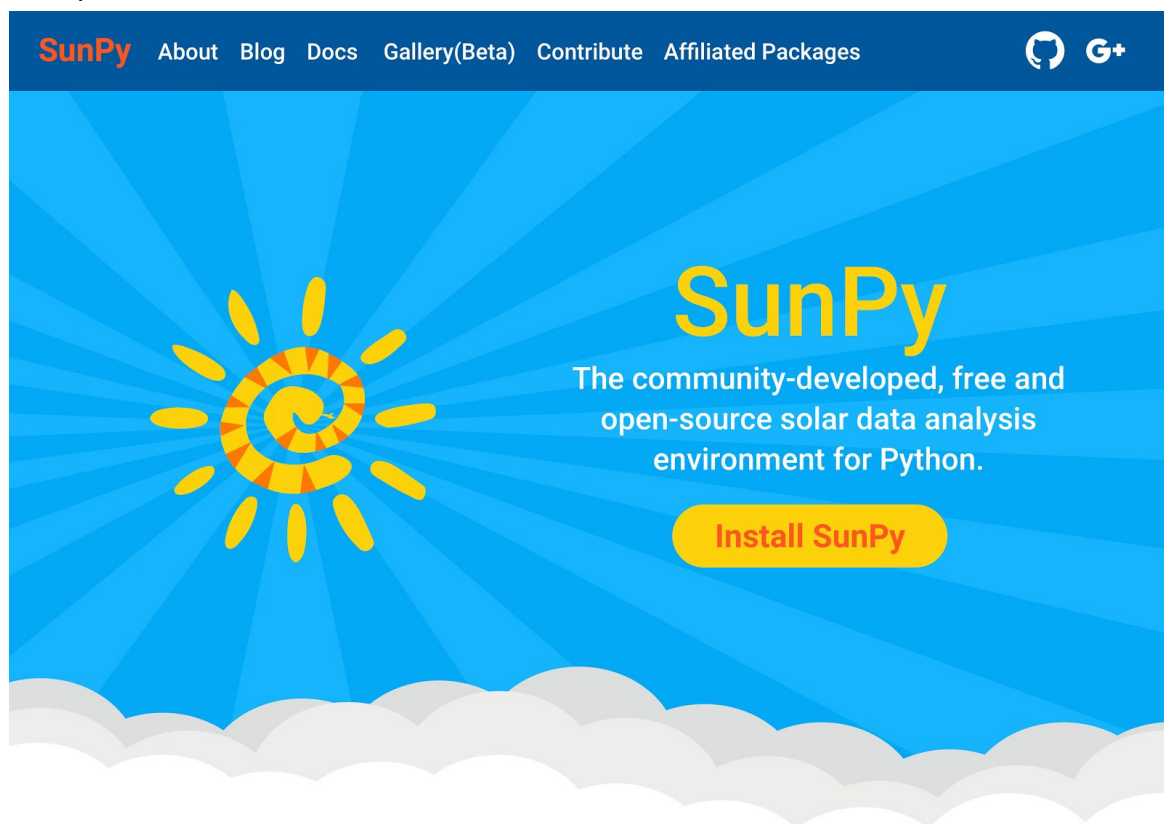 SunPy About Blog Docs Gallery(Beta) Contribute Affiliated Packages G+
SunPy
The community-developed, free and
open-source solar data analysis
environment for Python.
Install SunPy